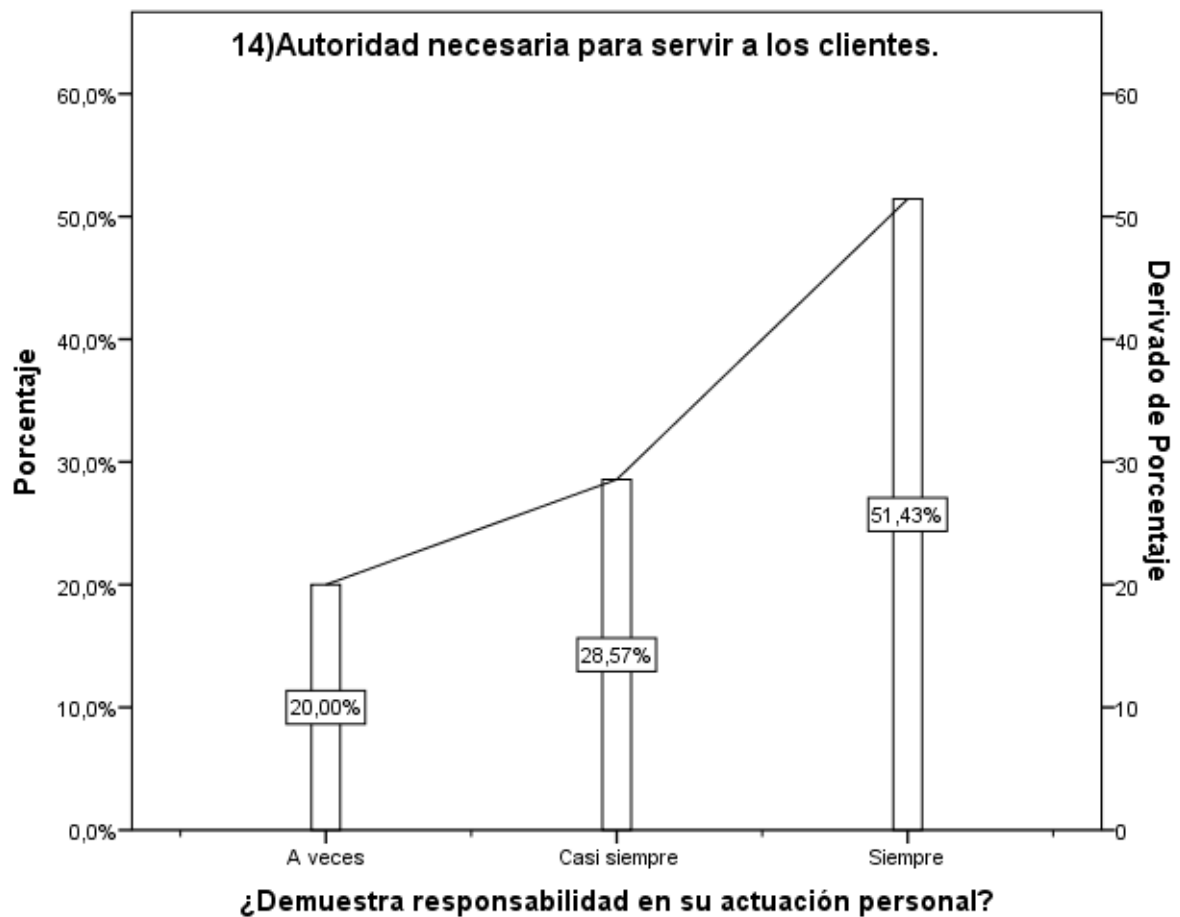 14)Autoridad necesaria para servir a los clientes.
Porcentaje
60,0%
50,0%
40,0%
30,0%
20,0%
10,0%
0,0%
20,00%
28,57%
51,43%
60
50
40
30
20
10
0
Derivado de Porcentaje
A veces
Casi siempre
Siempre
¿Demuestra responsabilidad en su actuación personal?